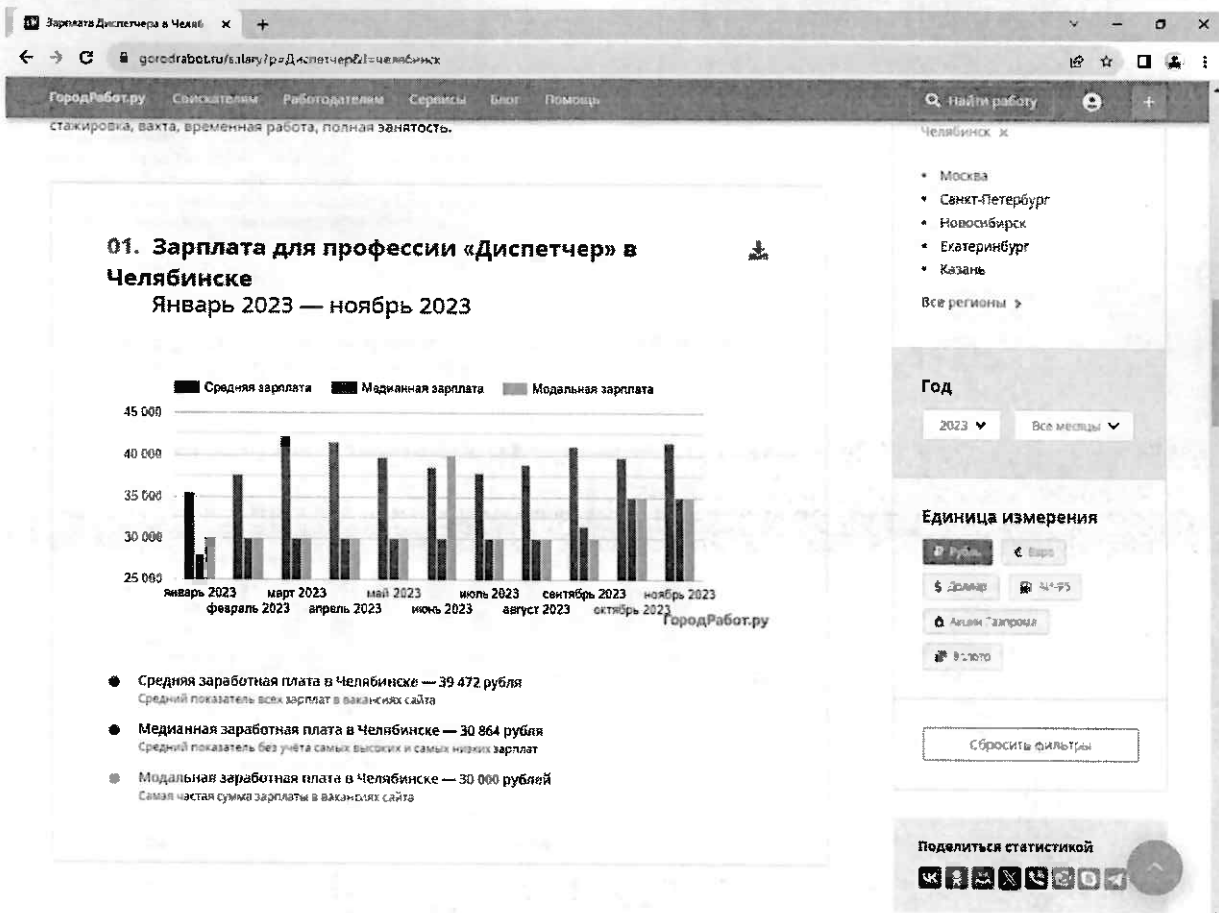 Зарплата Диспетчера в Челяб
gorodrabot.ru/salary?p=Диспетчер&l=челябинск
ГородРабот.ру Соискателям Работодателям Сервисы Блог Помощь
Найти работу
стажировка, вахта, временная работа, полная занятость.
01. Зарплата для профессии «Диспетчер» в
Челябинске
Январь 2023 — ноябрь 2023
Средняя зарплата Медианная зарплата Модальная зарплата
45 000
40 000
35 000
30 000
25 000
январь 2023 март 2023 май 2023 июль 2023 сентябрь 2023 ноябрь 2023
февраль 2023 апрель 2023 июнь 2023 август 2023 октябрь 2023
ГородРабот.ру
Средняя заработная плата в Челябинске — 39 472 рубля
Средний показатель всех зарплат в вакансиях сайта
Медианная заработная плата в Челябинске — 30 864 рубля
Средний показатель без учёта самых высоких и самых низких зарплат
Модальная заработная плата в Челябинске — 30 000 рублей
Самая частая сумма зарплаты в вакансиях сайта
Челябинск ×
Москва
Санкт-Петербург
Новосибирск
Екатеринбург
Казань
Все регионы >
Год
2023 Все месяцы
Единица измерения
₽ Рубль € Евро
$ Доллар АИ-95
Акции Газпрома
Золото
Сбросить фильтры
Поделиться статистикой